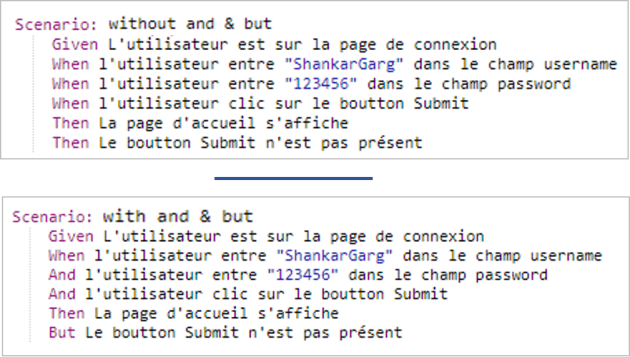 Scenario: without and & but
Given L'utilisateur est sur la page de connexion
When l'utilisateur entre "ShankarGarg" dans le champ username
When l'utilisateur entre "123456" dans le champ password
When l'utilisateur clic sur le boutton Submit
Then La page d'accueil s'affiche
Then Le boutton Submit n'est pas présent
Scenario: with and & but
Given L'utilisateur est sur la page de connexion
When l'utilisateur entre "ShankarGarg" dans le champ username
And l'utilisateur entre "123456" dans le champ password
And l'utilisateur clic sur le boutton Submit
Then La page d'accueil s'affiche
But Le boutton Submit n'est pas présent